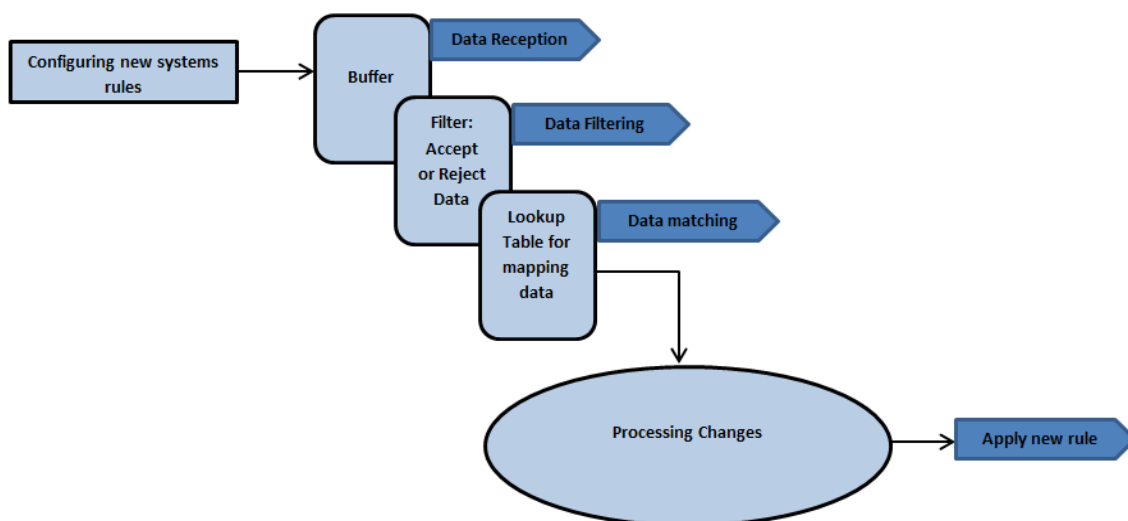 Configuring new systems
rules
Buffer
Data Reception
Filter:
Accept
or Reject
Data
Data Filtering
Lookup
Table for
mapping
data
Data matching
Processing Changes
Apply new rule